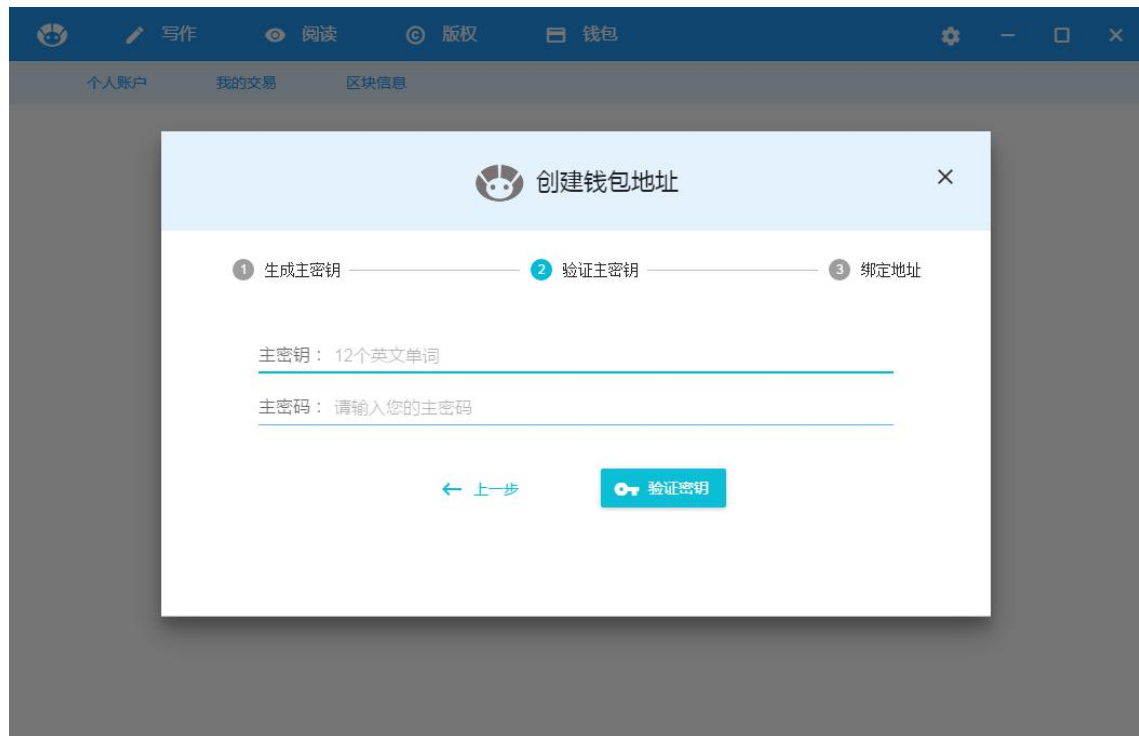 写作 阅读 © 版权 钱包
个人账户 我的交易 区块信息
创建钱包地址
1 生成主密钥 2 验证主密钥 3 绑定地址
主密钥： 12个英文单词
主密码： 请输入您的主密码
上一步 验证密钥